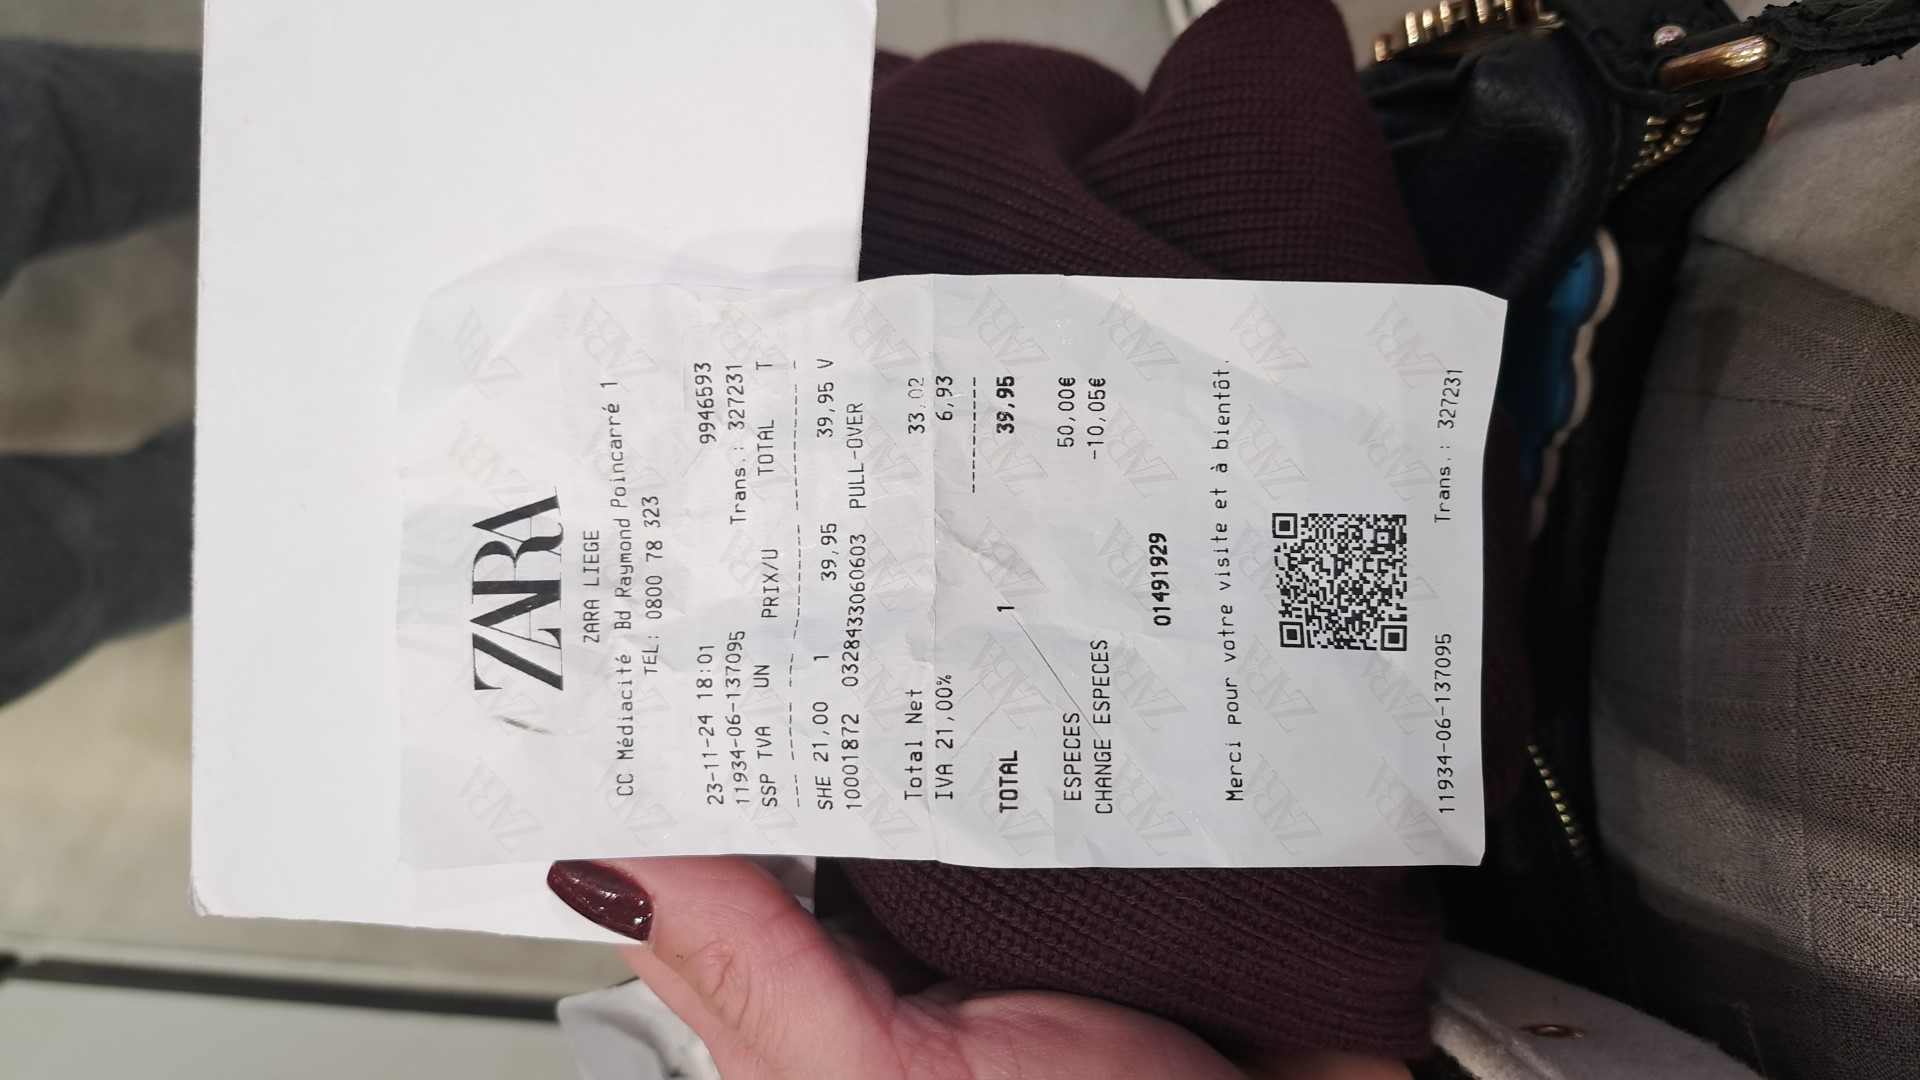 ZARA
ZARA LIEGE
CC Médiacité Bd Raymond Poincarré 1
TEL: 0800 78 323
23-11-24 18:01 9946593
11934-06-137095 Trans.: 327231
SSP TVA UN PRIX/U TOTAL T
SHE 21,00 1 39,95 39,95 V
10001872 0328433060603 PULL-OVER
Total Net 33,02
IVA 21,00% 6,93
TOTAL 1 39,95
ESPECES 50,00€
CHANGE ESPECES -10,05€
01491929
Merci pour votre visite et à bientôt.
11934-06-137095 Trans.: 327231